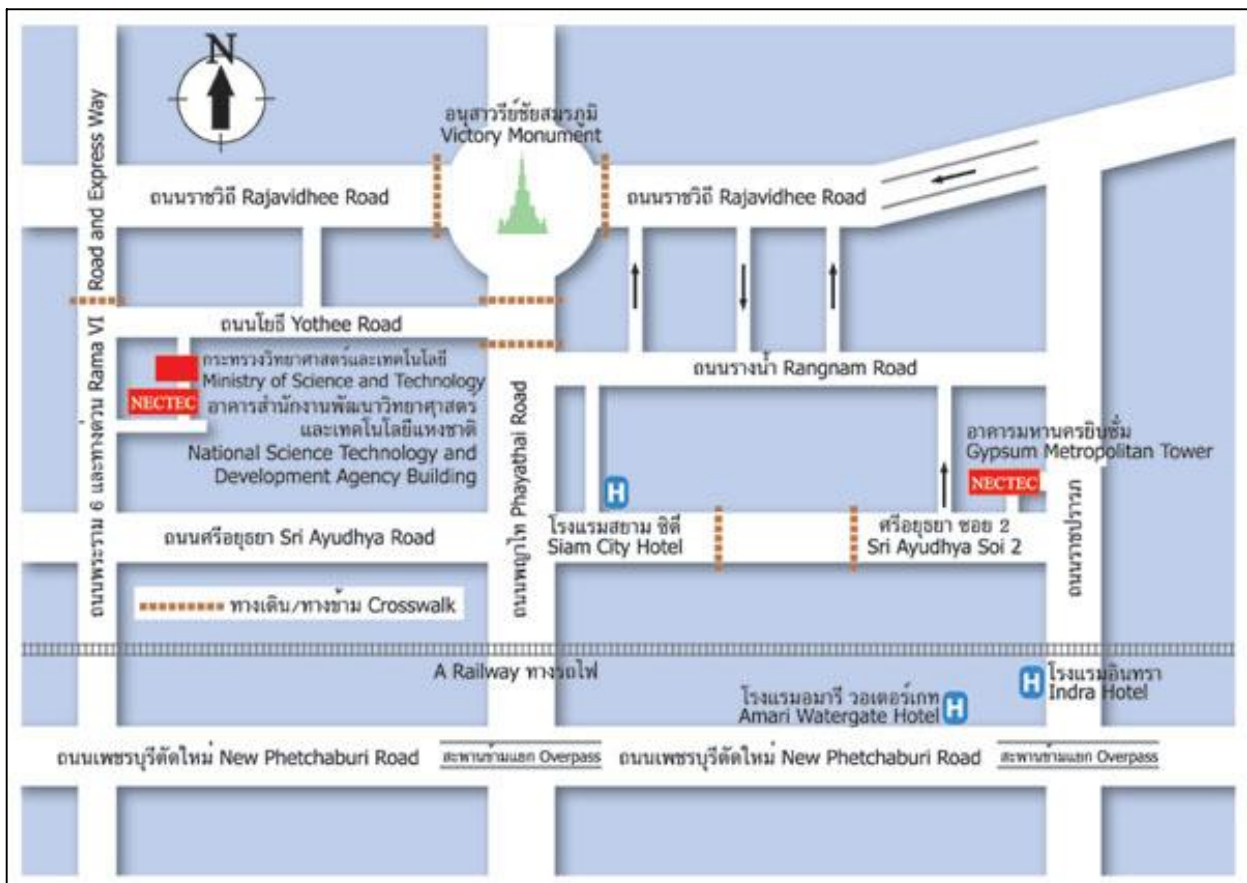 N
อนุสาวรีย์ชัยสมรภูมิ
Victory Monument
ถนนราชวิถี Rajavidhee Road
ถนนราชวิถี Rajavidhee Road
ถนนพระราม 6 และทางด่วน Rama VI Road and Express Way
ถนนโยธี Yothee Road
กระทรวงวิทยาศาสตร์และเทคโนโลยี
Ministry of Science and Technology
NECTEC
อาคารสำนักงานพัฒนาวิทยาศาสตร์
และเทคโนโลยีแห่งชาติ
National Science Technology and
Development Agency Building
ถนนพญาไท Phayathai Road
ถนนรางน้ำ Rangnam Road
อาคารมหานครยิบซั่ม
Gypsum Metropolitan Tower
NECTEC
ถนนราชปรารภ
ถนนศรีอยุธยา Sri Ayudhya Road
H
โรงแรมสยาม ซิตี
Siam City Hotel
ศรีอยุธยา ซอย 2
Sri Ayudhya Soi 2
ทางเดิน/ทางข้าม Crosswalk
A Railway ทางรถไฟ
โรงแรมอมารี วอเตอร์เกท
Amari Watergate Hotel
H
H
โรงแรมอินทรา
Indra Hotel
ถนนเพชรบุรีตัดใหม่ New Phetchaburi Road
สะพานข้ามแยก Overpass
ถนนเพชรบุรีตัดใหม่ New Phetchaburi Road
สะพานข้ามแยก Overpass